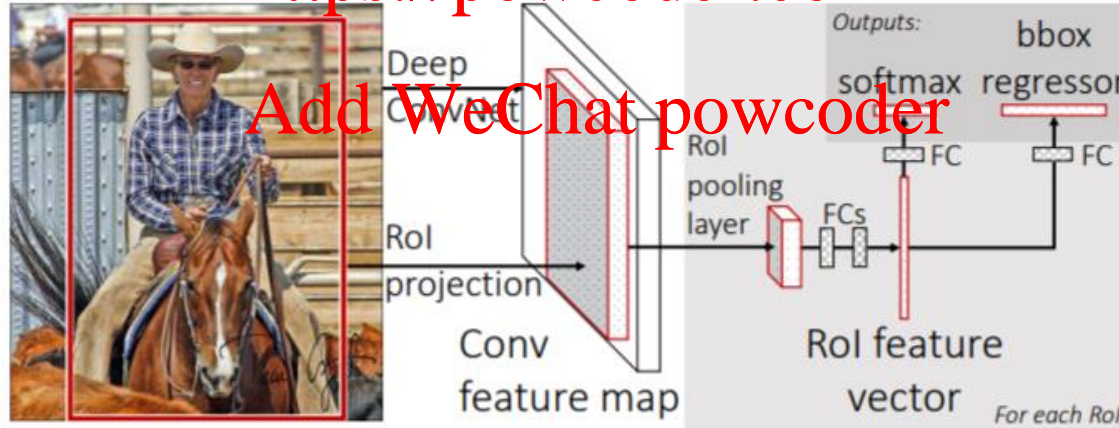 Outputs:
bbox
softmax regressor
Deep
ConvNet
Add WeChat powcoder
FC
FC
RoI
pooling
layer
FCs
RoI
projection
Conv
feature map
RoI feature
vector
For each RoI